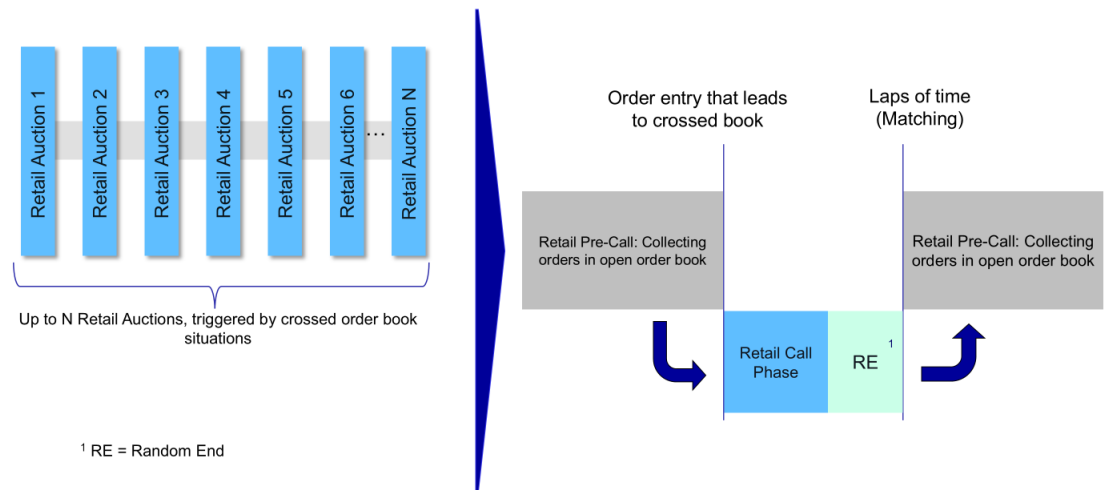 Retail Auction 1
Retail Auction 2
Retail Auction 3
Retail Auction 4
Retail Auction 5
Retail Auction 6
...
Retail Auction N
Up to N Retail Auctions, triggered by crossed order book
situations
1 RE = Random End
Order entry that leads
to crossed book
Laps of time
(Matching)
Retail Pre-Call: Collecting
orders in open order book
Retail Pre-Call: Collecting
orders in open order book
Retail Call
Phase
RE 1